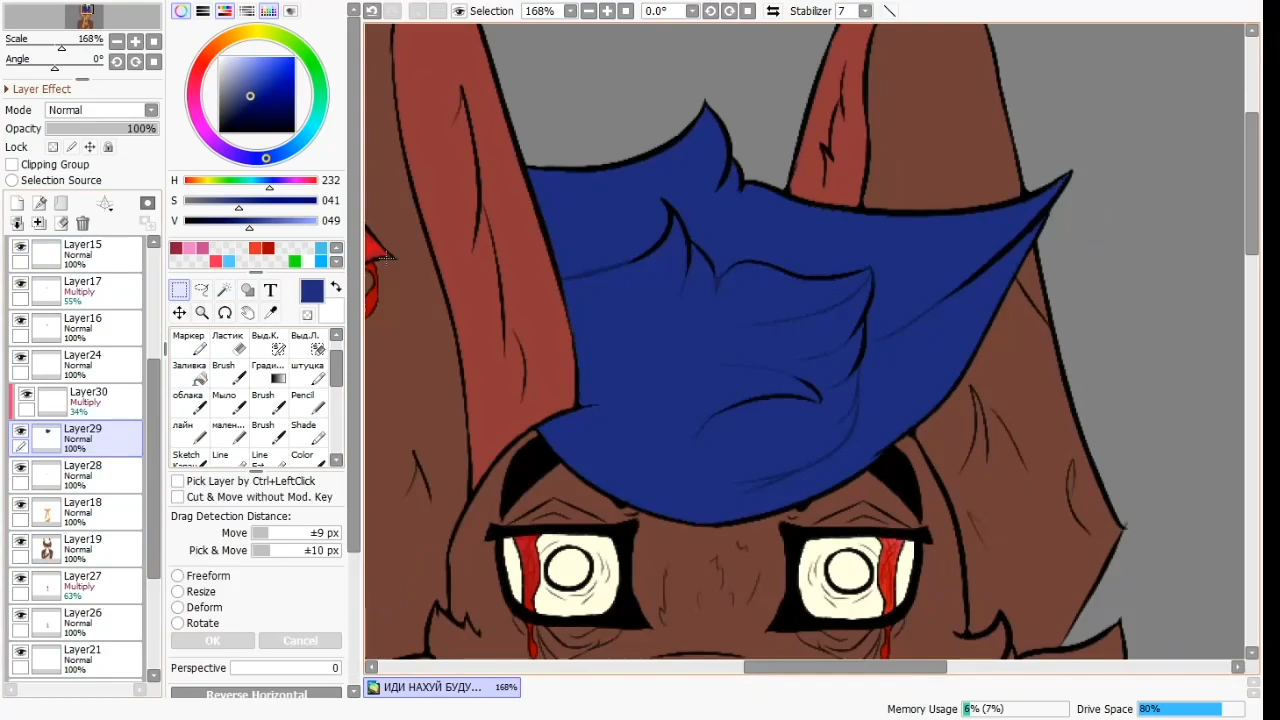 Selection 168% 0.0° Stabilizer 7
Scale 168%
Angle 0°
Layer Effect
Mode Normal
Opacity 100%
Lock
Clipping Group
Selection Source
Layer15
Normal
100%
Layer17
Multiply
55%
Layer16
Normal
100%
Layer24
Normal
100%
Layer30
Multiply
34%
Layer29
Normal
100%
Layer28
Normal
100%
Layer18
Normal
100%
Layer19
Normal
100%
Layer27
Multiply
63%
Layer26
Normal
100%
Layer21
Normal
100%
H 232
S 041
V 049
T
Маркер Ластик Выд.К. Выд.Л.
Заливка Brush Гради... штуцка
облака Мыло Brush Pencil
лайн мален... Brush Shade
Sketch Line Line Color
Pick Layer by Ctrl+LeftClick
Cut & Move without Mod. Key
Drag Detection Distance:
Move ±9 px
Pick & Move ±10 px
Freeform
Resize
Deform
Rotate
OK Cancel
Perspective 0
Reverse Horizontal
ИДИ НАХУЙ БУДУ... 168%
Memory Usage 6% (7%) Drive Space 80%